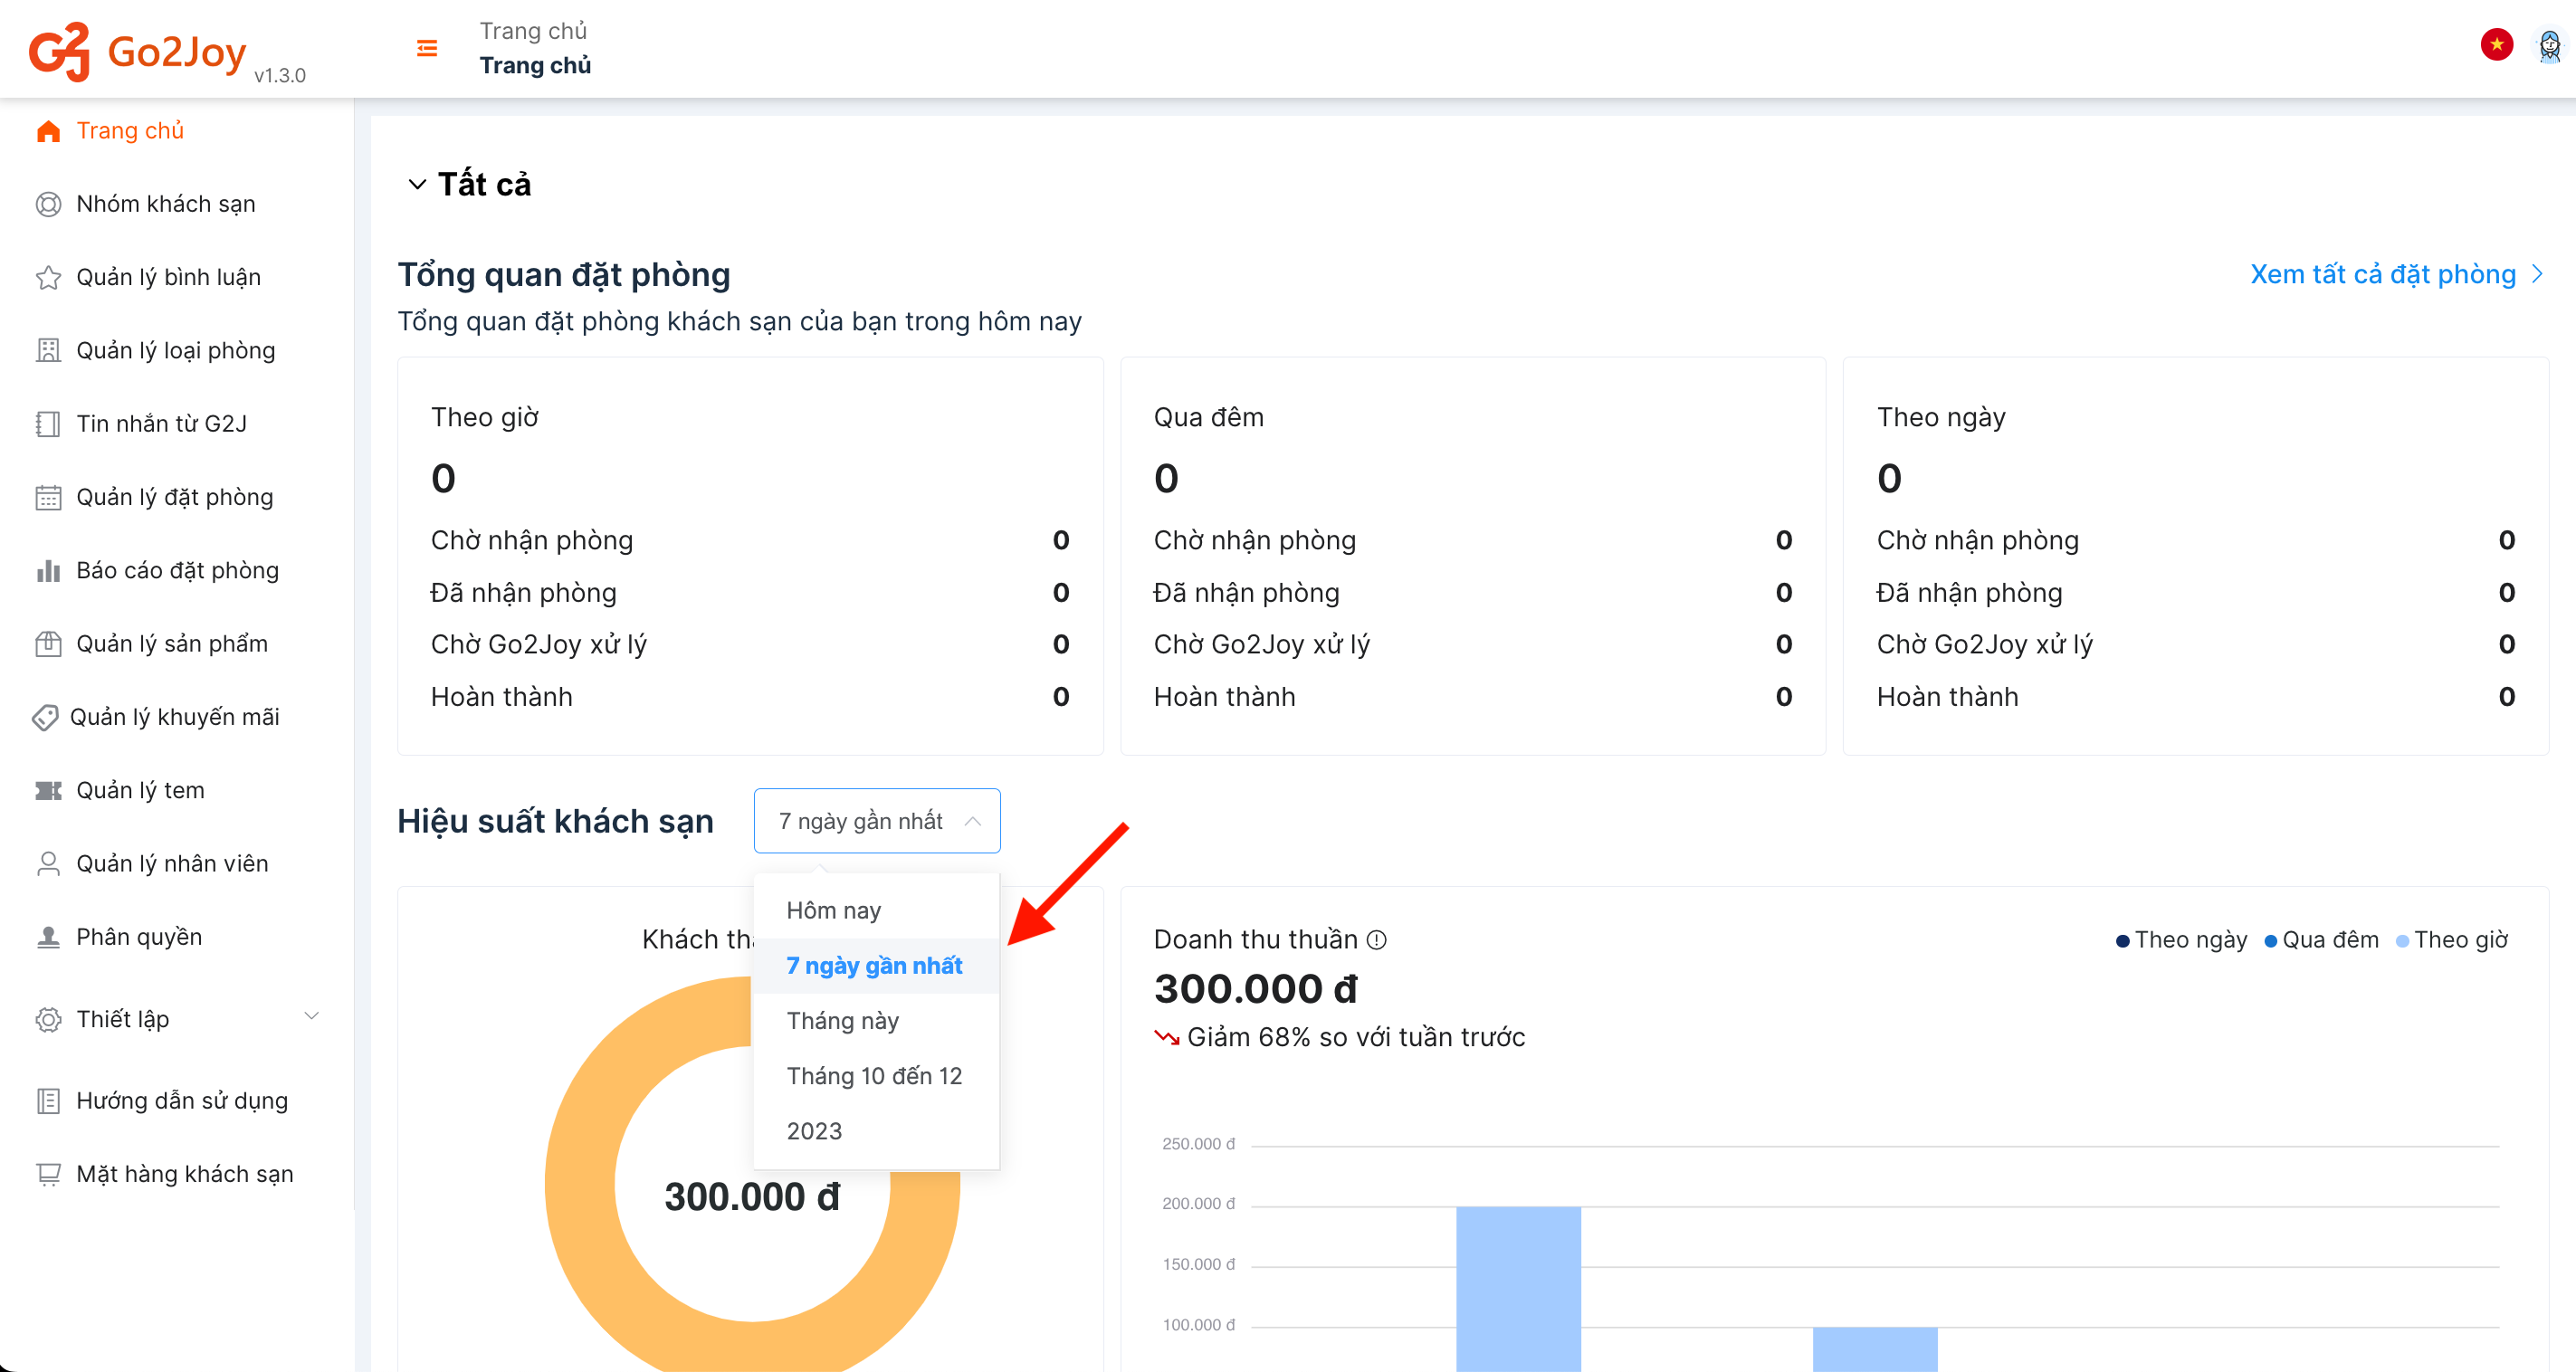 Go2Joy v1.3.0
Trang chủ
Trang chủ
Trang chủ
Nhóm khách sạn
Quản lý bình luận
Quản lý loại phòng
Tin nhắn từ G2J
Quản lý đặt phòng
Báo cáo đặt phòng
Quản lý sản phẩm
Quản lý khuyến mãi
Quản lý tem
Quản lý nhân viên
Phân quyền
Thiết lập
Hướng dẫn sử dụng
Mặt hàng khách sạn
Tất cả
Tổng quan đặt phòng
Xem tất cả đặt phòng
Tổng quan đặt phòng khách sạn của bạn trong hôm nay
Theo giờ
0
Chờ nhận phòng 0
Đã nhận phòng 0
Chờ Go2Joy xử lý 0
Hoàn thành 0
Qua đêm
0
Chờ nhận phòng 0
Đã nhận phòng 0
Chờ Go2Joy xử lý 0
Hoàn thành 0
Theo ngày
0
Chờ nhận phòng 0
Đã nhận phòng 0
Chờ Go2Joy xử lý 0
Hoàn thành 0
Hiệu suất khách sạn
7 ngày gần nhất
Hôm nay
7 ngày gần nhất
Tháng này
Tháng 10 đến 12
2023
Khách
300.000 đ
Doanh thu thuần
Theo ngày Qua đêm Theo giờ
300.000 đ
Giảm 68% so với tuần trước
250.000 đ
200.000 đ
150.000 đ
100.000 đ